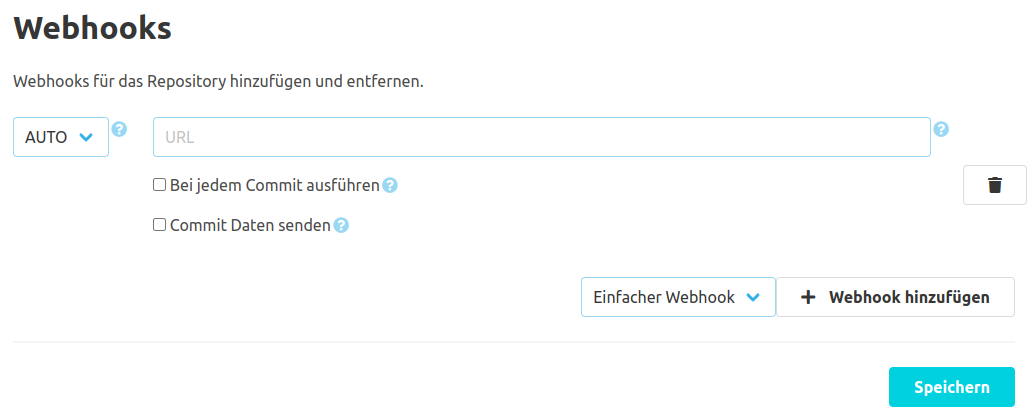 Webhooks
Webhooks für das Repository hinzufügen und entfernen.
AUTO ? URL ?
Bei jedem Commit ausführen ?
Commit Daten senden ?
Einfacher Webhook + Webhook hinzufügen
Speichern